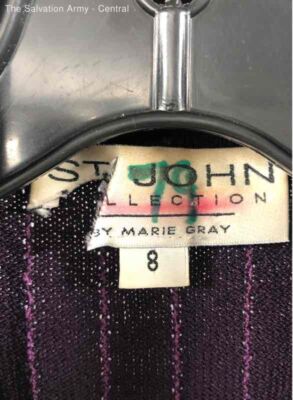 The Salvation Army - Central
ST. JOHN
COLLECTION
BY MARIE GRAY
8